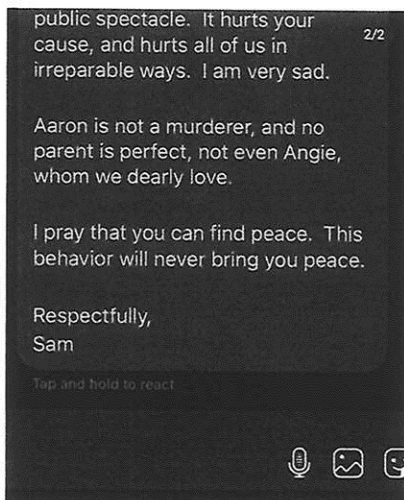 public spectacle. It hurts your
2/2
cause, and hurts all of us in
irreparable ways. I am very sad.
Aaron is not a murderer, and no
parent is perfect, not even Angie,
whom we dearly love.
I pray that you can find peace. This
behavior will never bring you peace.
Respectfully,
Sam
Tap and hold to react